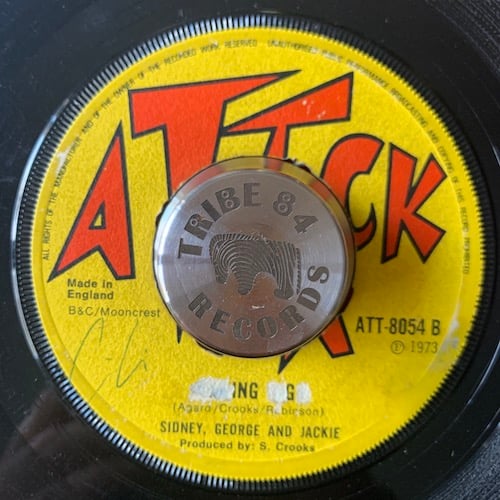 ALL RIGHTS OF THE MANUFACTURER AND OF THE OWNER OF THE RECORDED WORK RESERVED UNAUTHORISED PUBLIC PERFORMANCE BROADCASTING AND COPYING OF THIS RECORD PROHIBITED
ATTACK
TRIBE 84
RECORDS
Made in
England
B&C/Mooncrest
ATT-8054 B
℗ 1973
(Agard/Crooks/Robinson)
SIDNEY, GEORGE AND JACKIE
Produced by: S. Crooks